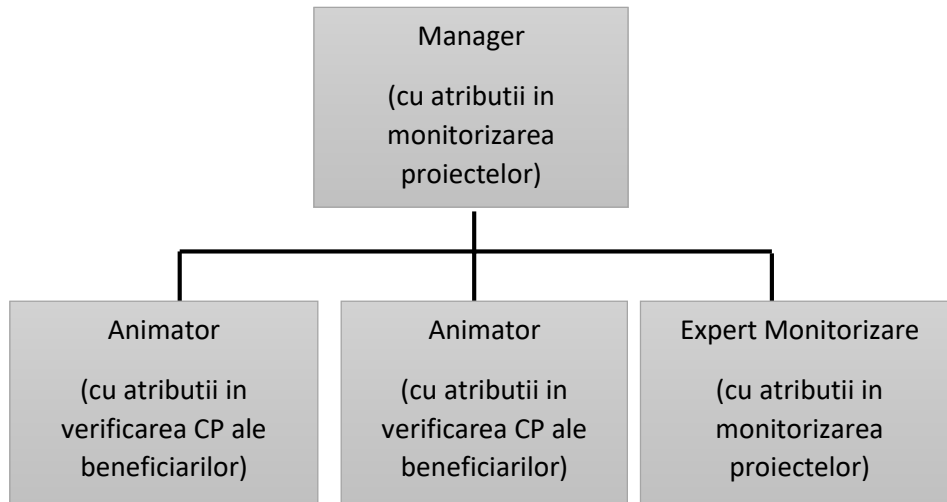 Manager
(cu atributii in
monitorizarea
proiectelor)
Animator
(cu atributii in
verificarea CP ale
beneficiarilor)
Animator
(cu atributii in
verificarea CP ale
beneficiarilor)
Expert Monitorizare
(cu atributii in
monitorizarea
proiectelor)